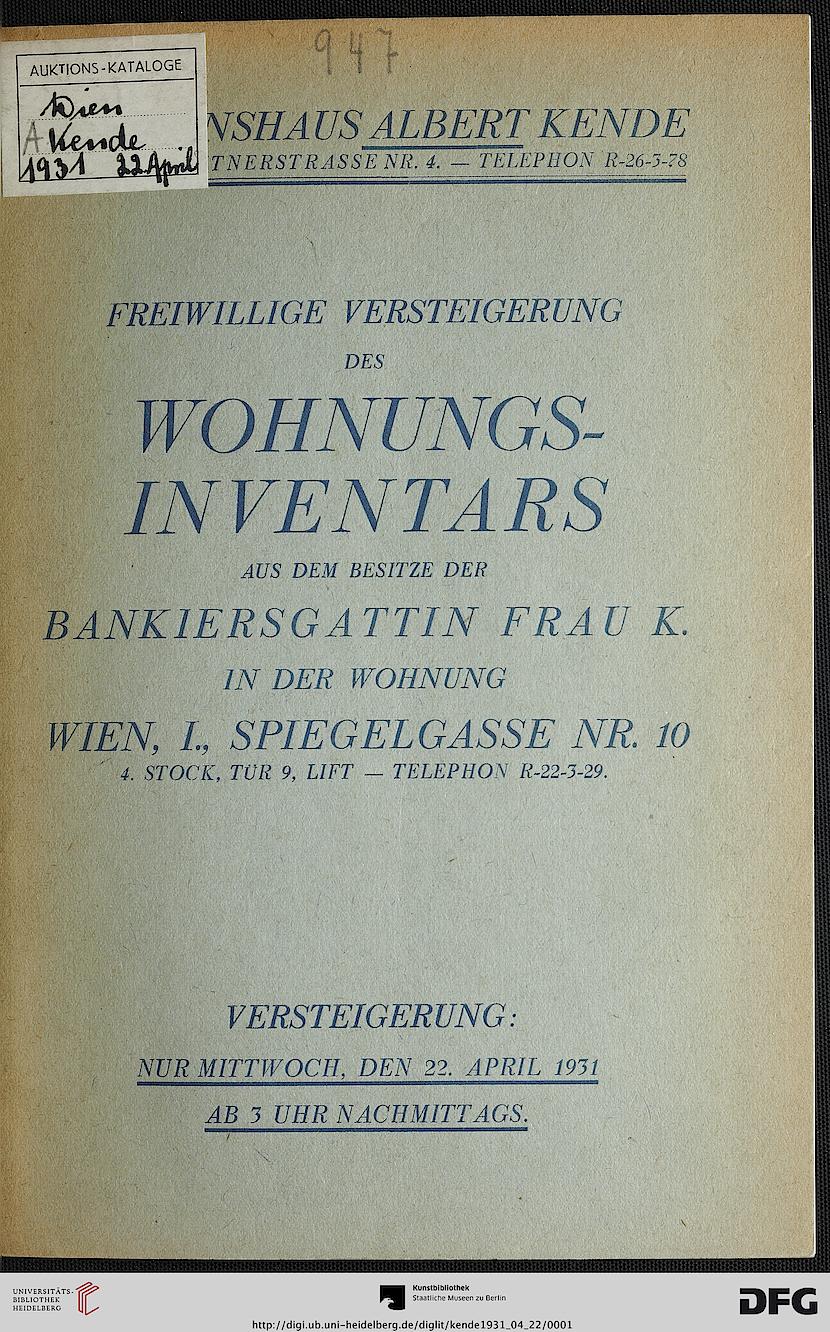 947
AUKTIONS-KATALOGE
Wien
A Kende
1931 22. April
NSHAUS ALBERT KENDE
TNERSTRASSE NR. 4. — TELEPHON R-26-3-78
FREIWILLIGE VERSTEIGERUNG
DES
WOHNUNGS-
INVENTARS
AUS DEM BESITZE DER
BANKIERSGATTIN FRAU K.
IN DER WOHNUNG
WIEN, I., SPIEGELGASSE NR. 10
4. STOCK, TÜR 9, LIFT — TELEPHON R-22-3-29.
VERSTEIGERUNG:
NUR MITTWOCH, DEN 22. APRIL 1931
AB 3 UHR NACHMITTAGS.
UNIVERSITÄTS-
BIBLIOTHEK
HEIDELBERG
Kunstbibliothek
Staatliche Museen zu Berlin
DFG
http://digi.ub.uni-heidelberg.de/diglit/kende1931_04_22/0001